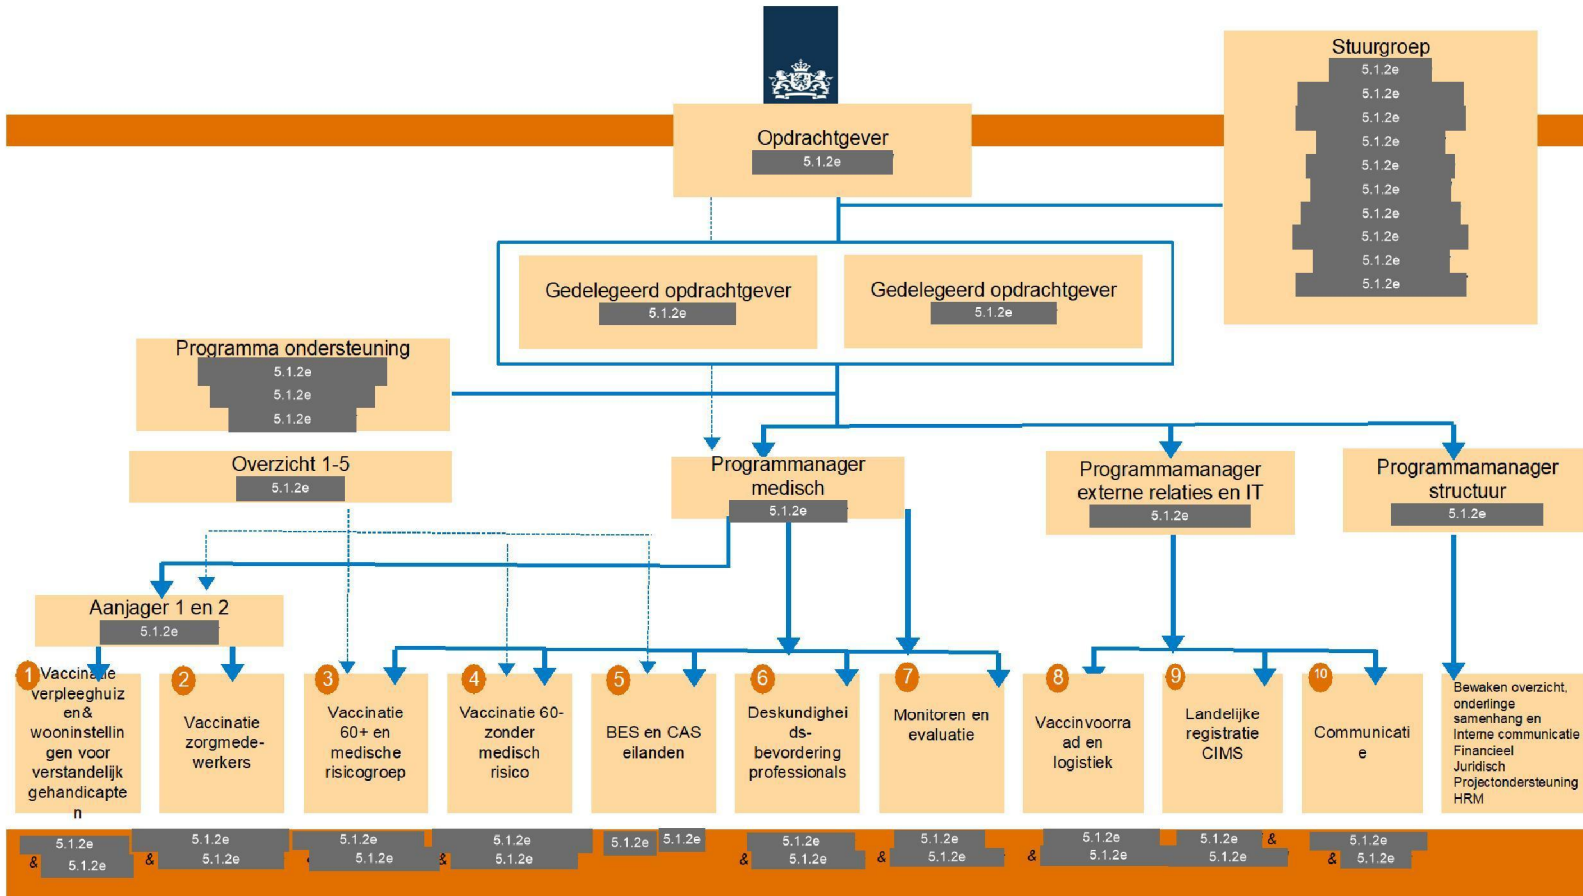 Stuurgroep
5.1.2e
5.1.2e
5.1.2e
5.1.2e
5.1.2e
5.1.2e
5.1.2e
5.1.2e
5.1.2e
5.1.2e
Opdrachtgever
5.1.2e
Gedelegeerd opdrachtgever
5.1.2e
Gedelegeerd opdrachtgever
5.1.2e
Programma ondersteuning
5.1.2e
5.1.2e
5.1.2e
Overzicht 1-5
5.1.2e
Programmanager
medisch
5.1.2e
Programmamanager
externe relaties en IT
5.1.2e
Programmamanager
structuur
5.1.2e
Aanjager 1 en 2
5.1.2e
1
Vaccinatie
verpleeghuiz
en&
wooninstellin
gen voor
verstandelijk
gehandicapte
n
2
Vaccinatie
zorgmede-
werkers
3
Vaccinatie
60+ en
medische
risicogroep
4
Vaccinatie 60-
zonder
medisch
risico
5
BES en CAS
eilanden
6
Deskundighei
ds-
bevordering
professionals
7
Monitoren en
evaluatie
8
Vaccinvoorra
ad en
logistiek
9
Landelijke
registratie
CIMS
10
Communicati
e
Bewaken overzicht,
onderlinge
samenhang en
Interne communicatie
Financieel
Juridisch
Projectondersteuning
HRM
5.1.2e
& 5.1.2e
5.1.2e
& 5.1.2e
5.1.2e
& 5.1.2e
5.1.2e
& 5.1.2e
5.1.2e 5.1.2e
5.1.2e
& 5.1.2e
5.1.2e
& 5.1.2e
5.1.2e
& 5.1.2e
5.1.2e &
5.1.2e
5.1.2e
& 5.1.2e